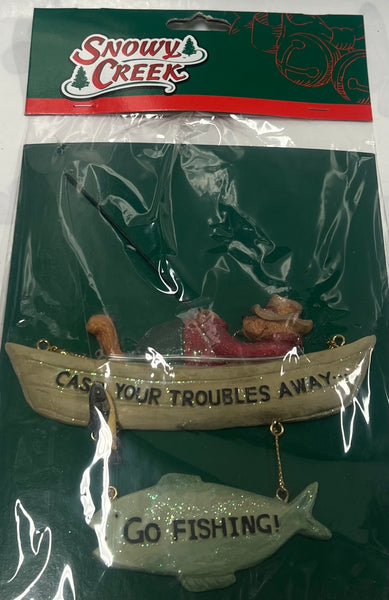 SNOWY
CREEK
CAST YOUR TROUBLES AWAY...
GO FISHING!